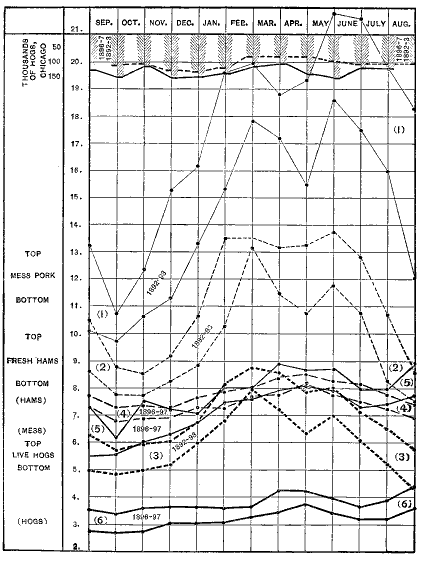 SEP. OCT. NOV. DEC. JAN. FEB. MAR. APR. MAY JUNE JULY AUG.
21.
THOUSANDS
OF HOGS,
CHICAGO
50
100
150
1896-7
1892-3
1896-7
1892-3
20.
19.
18.
(1)
17.
16.
15.
14.
13.
TOP
MESS PORK
BOTTOM
1892-93
12.
11.
(1)
10.
TOP
1892-93
9.
FRESH HAMS
(2)
(2)
BOTTOM
8.
(5)
(HAMS)
(4)
1896-97
(4)
7.
(MESS)
(5)
TOP
6.
LIVE HOGS
(3)
1892-93
(3)
BOTTOM
5.
4.
(6)
(HOGS)
(6)
1896-97
3.
2.